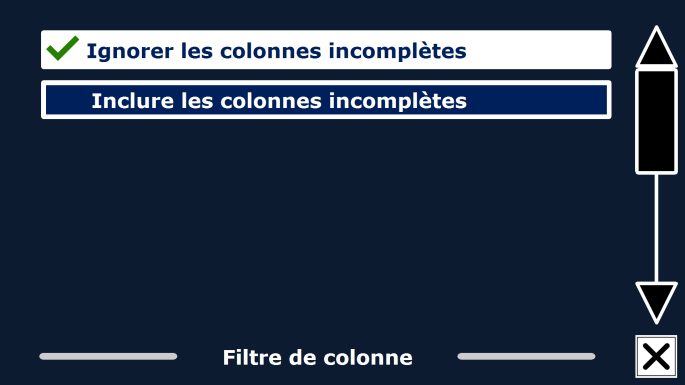 Ignorer les colonnes incomplètes
Inclure les colonnes incomplètes
Filtre de colonne